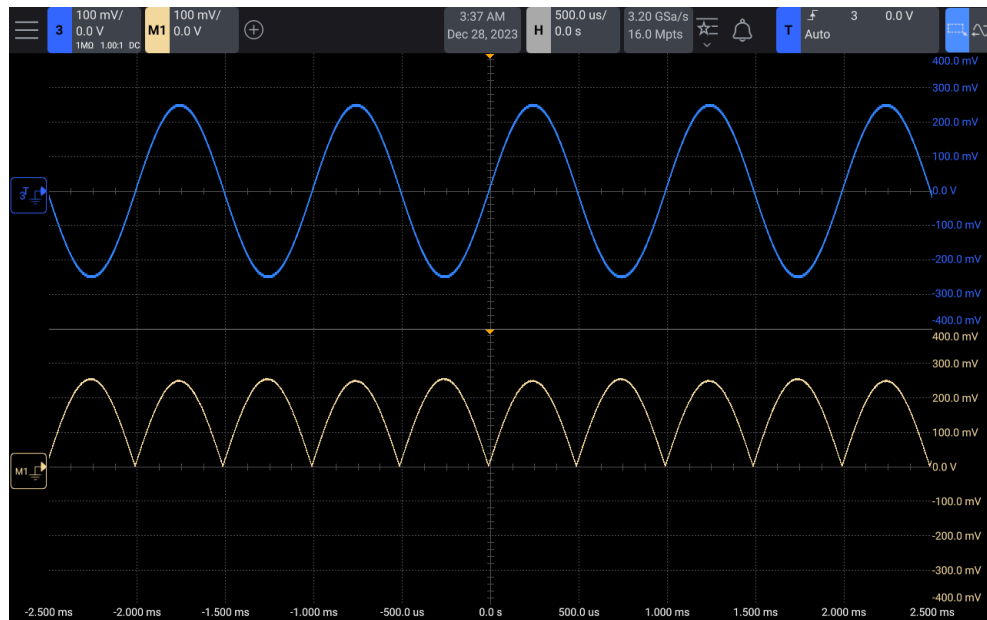 3 100 mV/ 0.0 V 1MΩ 1.00:1 DC
M1 100 mV/ 0.0 V
3:37 AM
Dec 28, 2023
H 500.0 us/ 0.0 s
3.20 GSa/s
16.0 Mpts
T 3 0.0 V
Auto
400.0 mV
300.0 mV
200.0 mV
100.0 mV
3 T 0.0 V
-100.0 mV
-200.0 mV
-300.0 mV
-400.0 mV
400.0 mV
300.0 mV
200.0 mV
100.0 mV
M1 0.0 V
-100.0 mV
-200.0 mV
-300.0 mV
-400.0 mV
-2.500 ms -2.000 ms -1.500 ms -1.000 ms -500.0 us 0.0 s 500.0 us 1.000 ms 1.500 ms 2.000 ms 2.500 ms